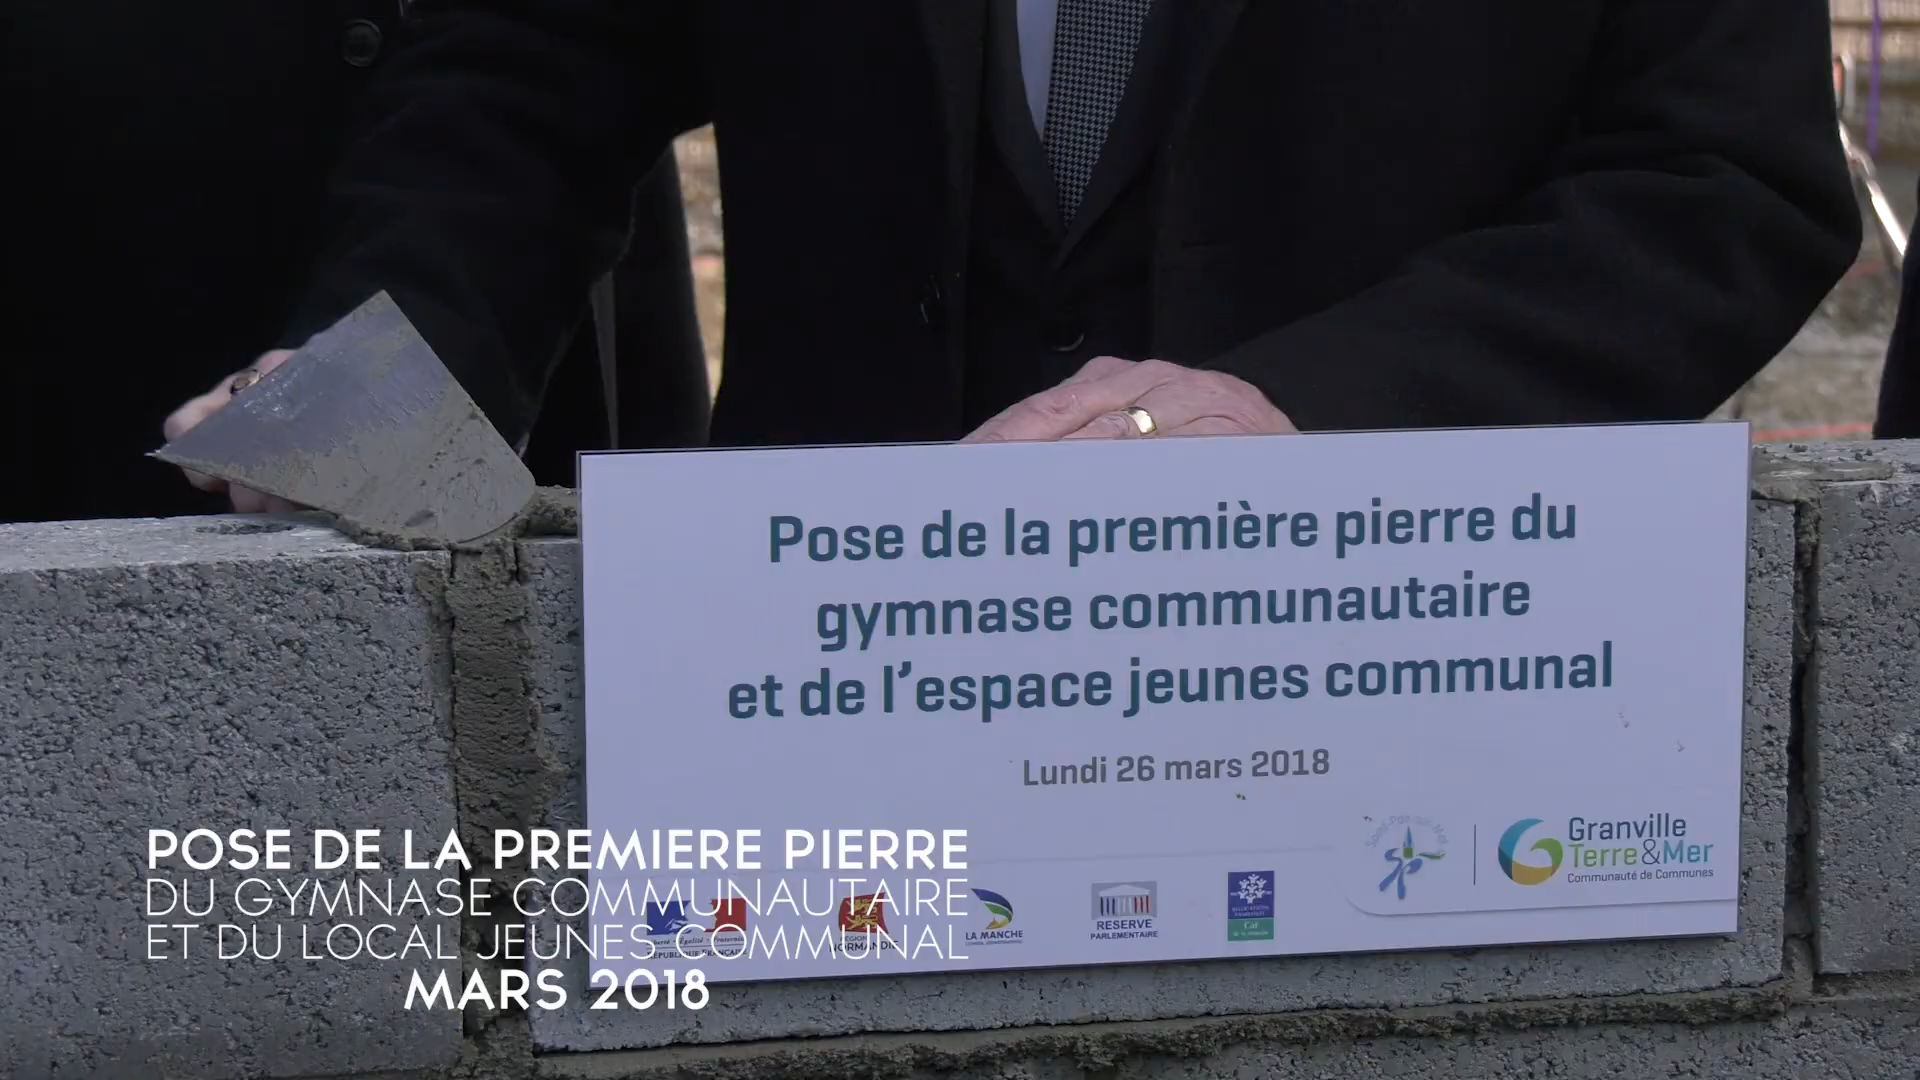 Pose de la première pierre du
gymnase communautaire
et de l'espace jeunes communal
Lundi 26 mars 2018
Granville
Terre&Mer
Communauté de Communes
LA MANCHE
RESERVE
PARLEMENTAIRE
Caf
NORMANDIE
POSE DE LA PREMIERE PIERRE
DU GYMNASE COMMUNAUTAIRE
ET DU LOCAL JEUNES COMMUNAL
MARS 2018